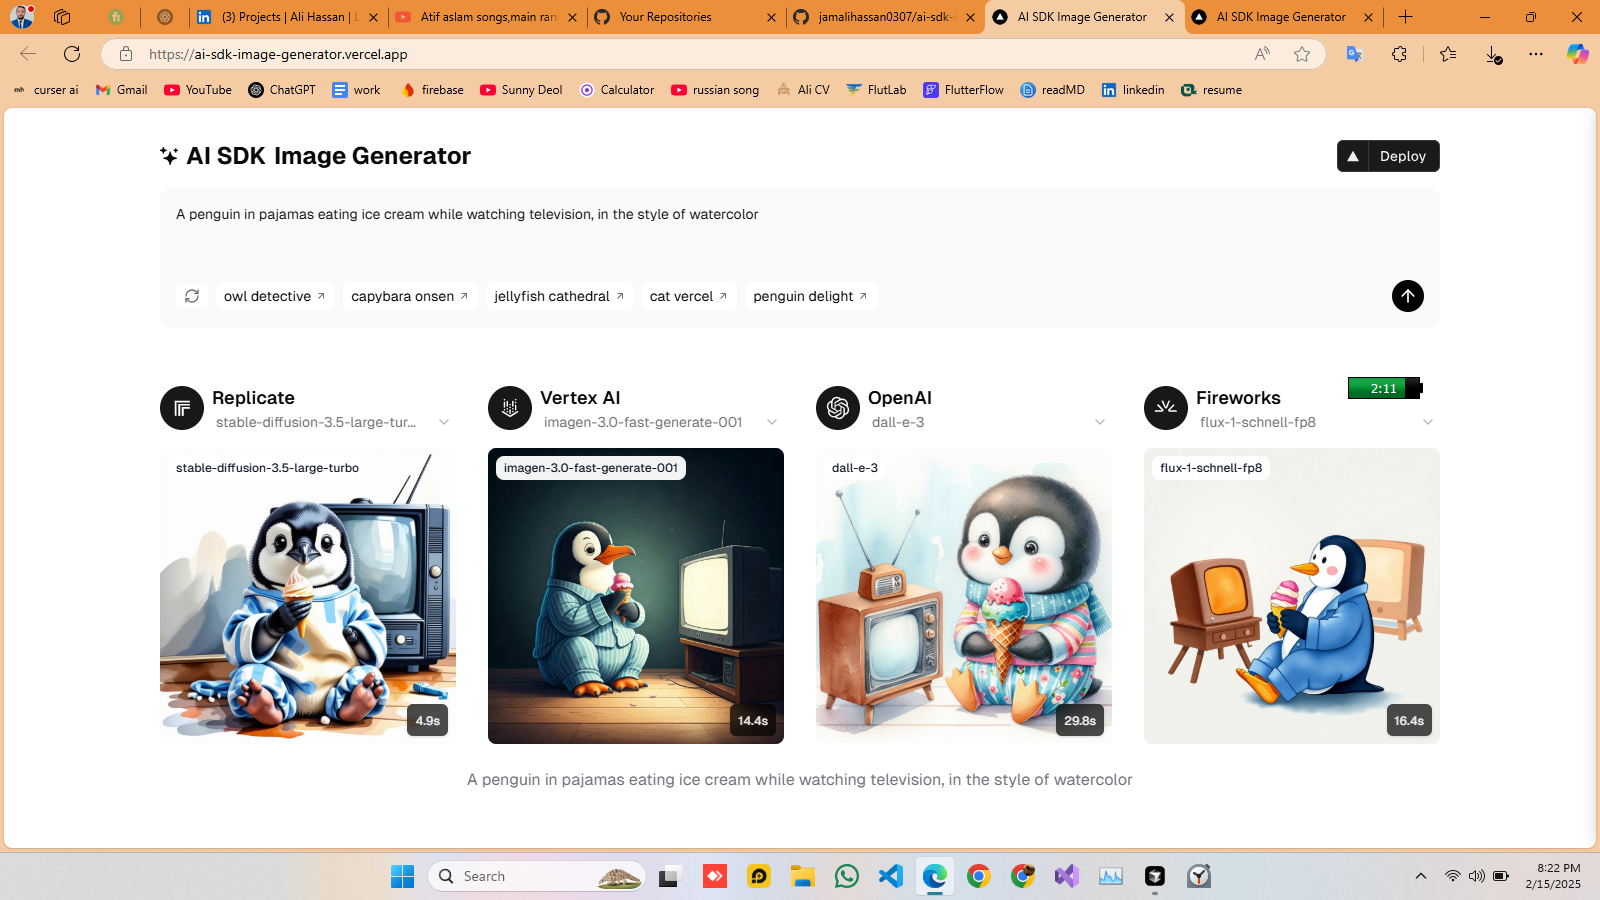 (3) Projects | Ali Hassan | L
Atif aslam songs,main ran
Your Repositories
jamalihassan0307/ai-sdk-i
AI SDK Image Generator
AI SDK Image Generator
https://ai-sdk-image-generator.vercel.app
curser ai
Gmail
YouTube
ChatGPT
work
firebase
Sunny Deol
Calculator
russian song
Ali CV
FlutLab
FlutterFlow
readMD
linkedin
resume
AI SDK Image Generator
Deploy
A penguin in pajamas eating ice cream while watching television, in the style of watercolor
owl detective
capybara onsen
jellyfish cathedral
cat vercel
penguin delight
Replicate
stable-diffusion-3.5-large-tur...
Vertex AI
imagen-3.0-fast-generate-001
OpenAI
dall-e-3
Fireworks
flux-1-schnell-fp8
2:11
stable-diffusion-3.5-large-turbo
imagen-3.0-fast-generate-001
dall-e-3
flux-1-schnell-fp8
4.9s
14.4s
29.8s
16.4s
A penguin in pajamas eating ice cream while watching television, in the style of watercolor
Search
8:22 PM
2/15/2025